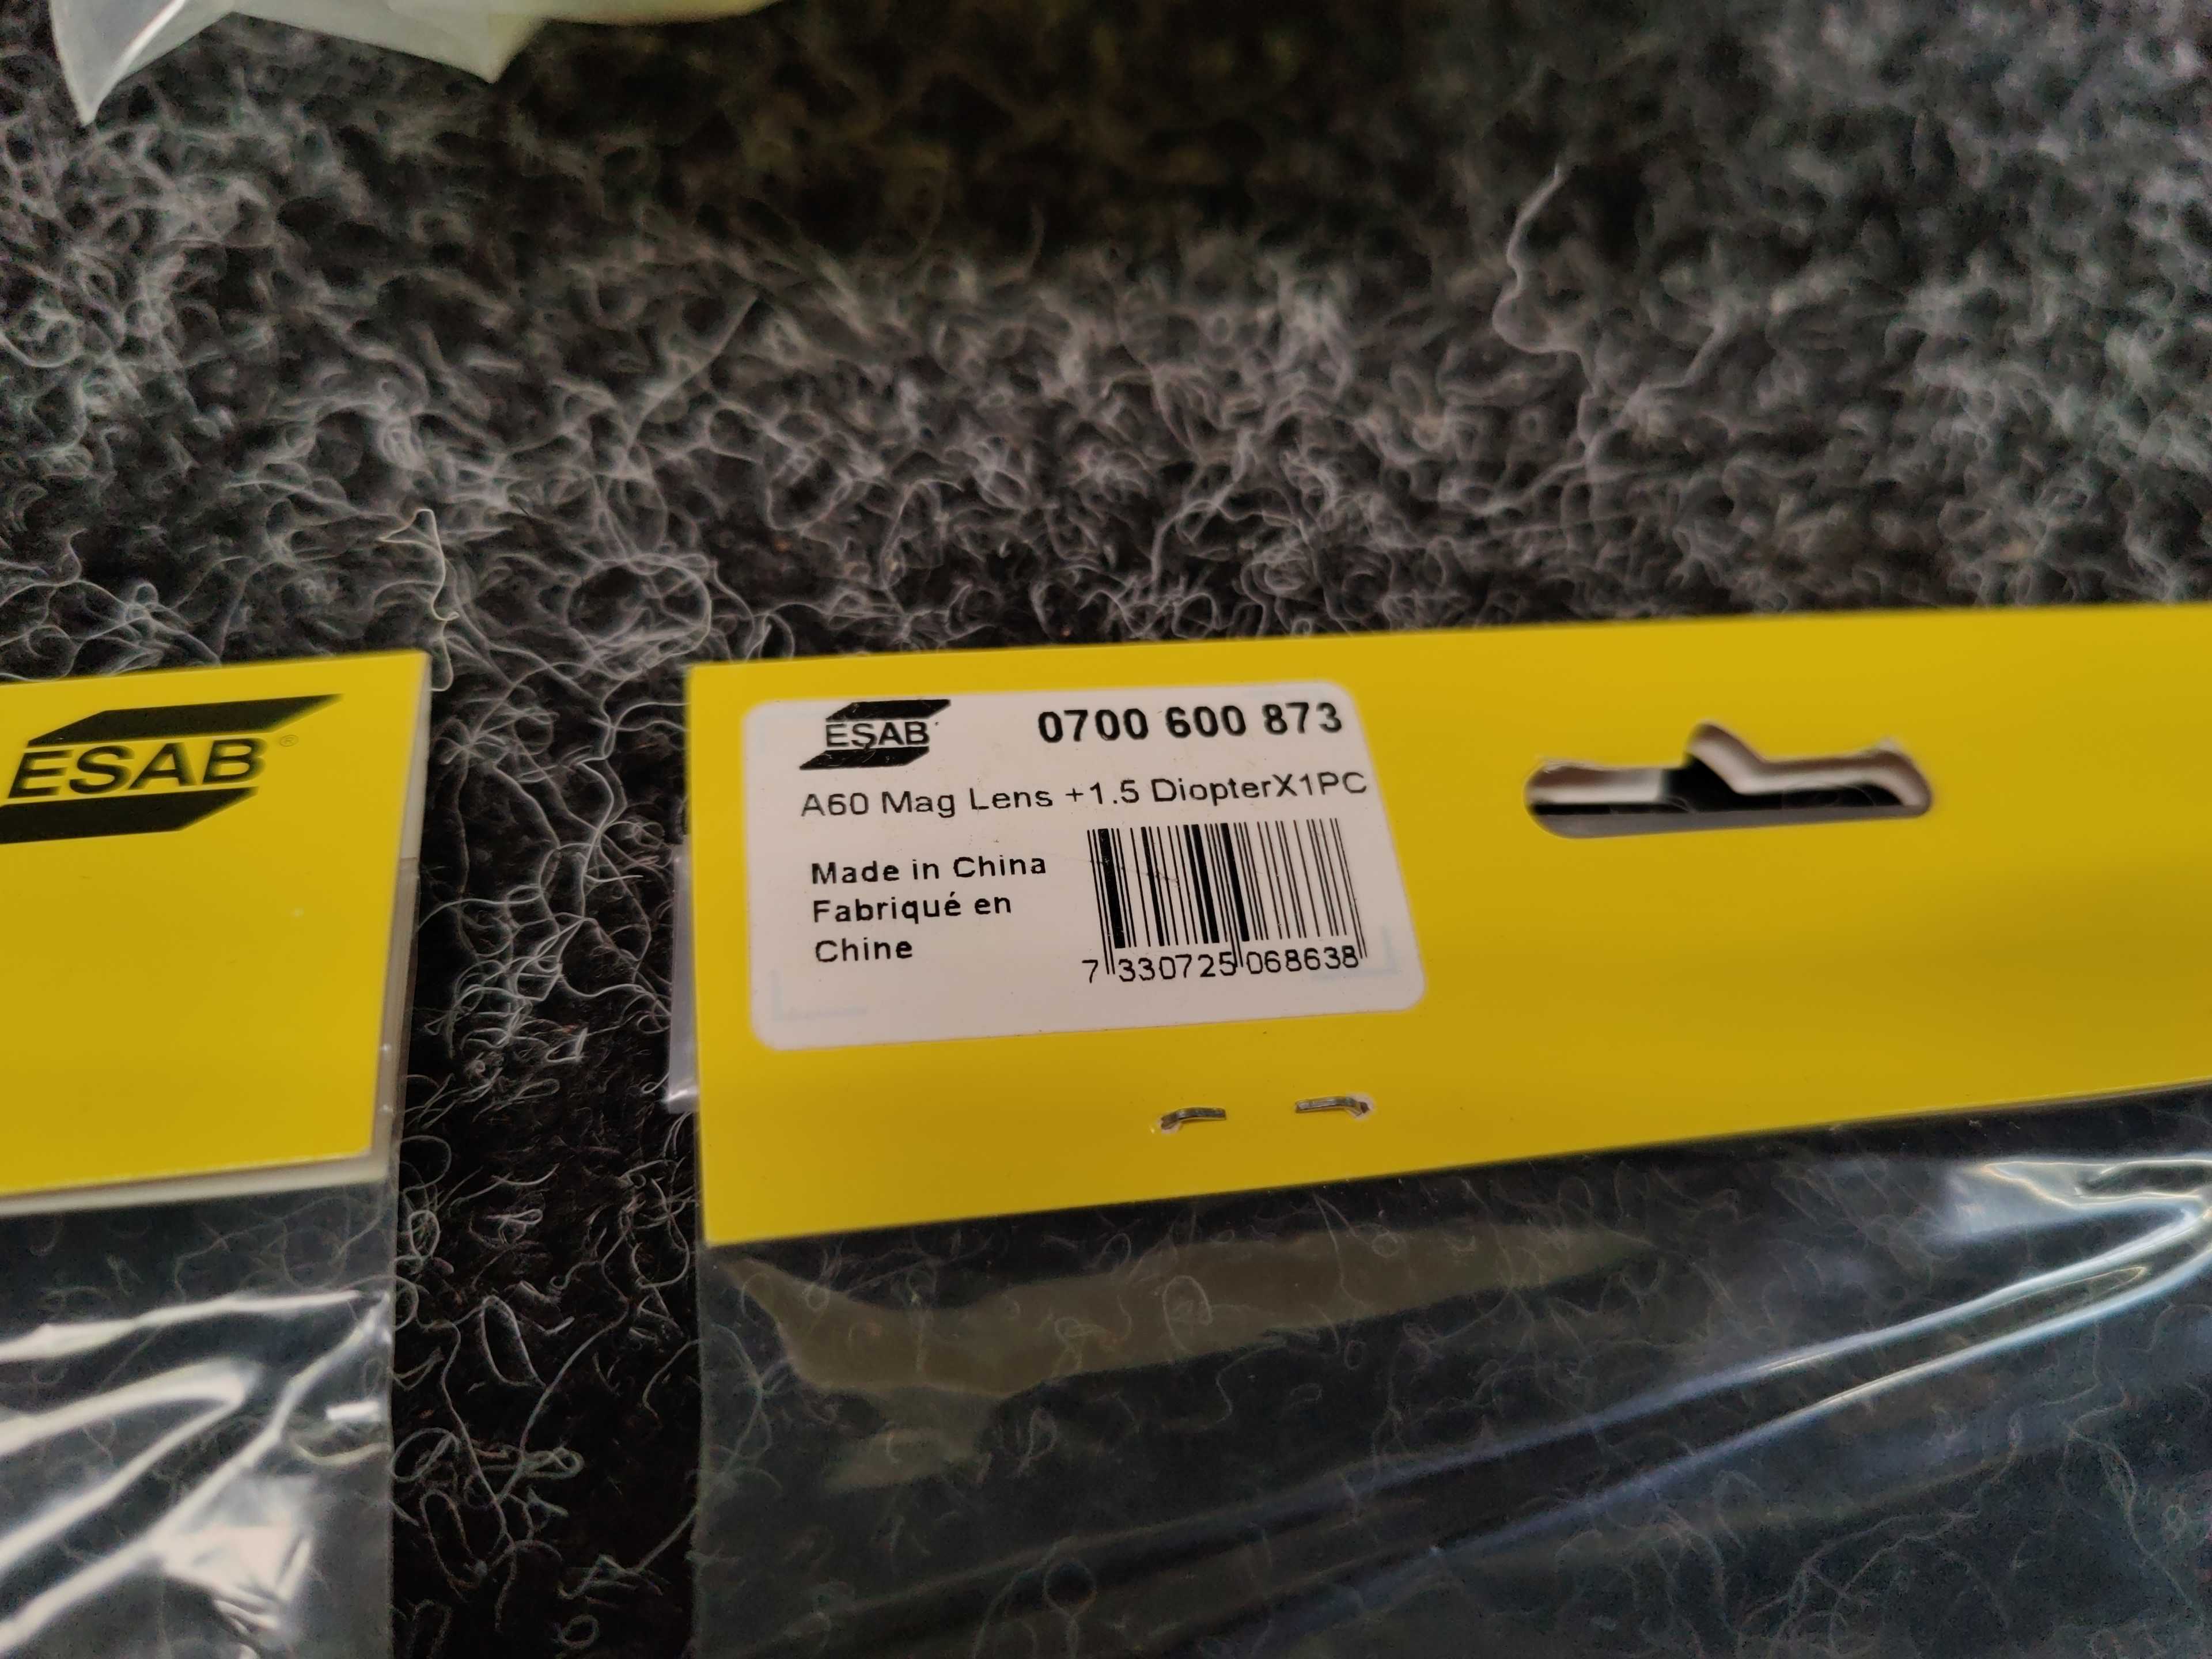 ESAB®
ESAB
0700 600 873
A60 Mag Lens +1.5 DiopterX1PC
Made in China
Fabriqué en
Chine
7 330725 068638